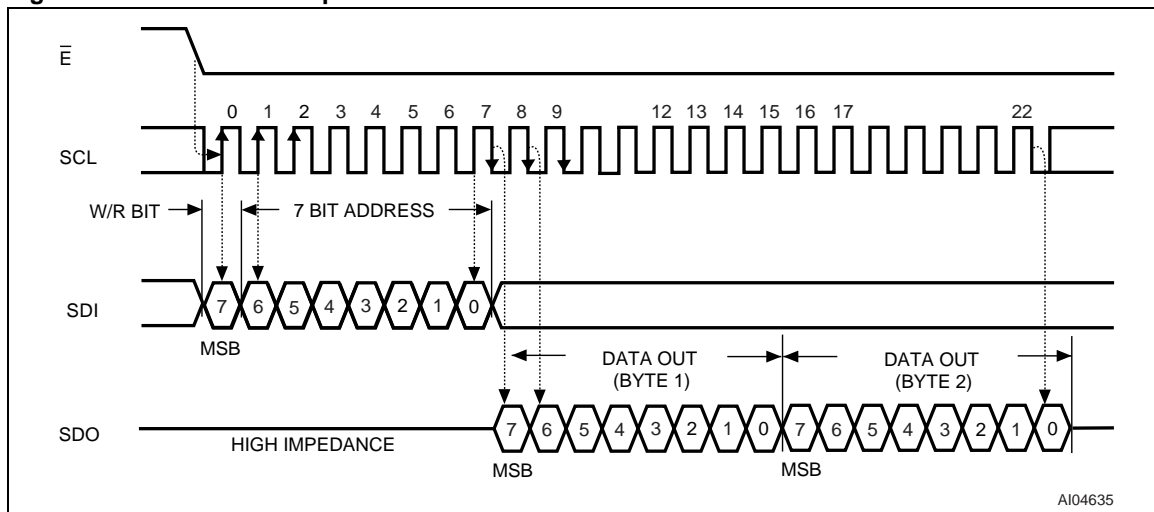 E̅
0 1 2 3 4 5 6 7 8 9 12 13 14 15 16 17 22
SCL
W/R BIT 7 BIT ADDRESS
SDI 7 6 5 4 3 2 1 0
MSB
DATA OUT (BYTE 1)
DATA OUT (BYTE 2)
SDO HIGH IMPEDANCE 7 6 5 4 3 2 1 0 7 6 5 4 3 2 1 0
MSB MSB
AI04635